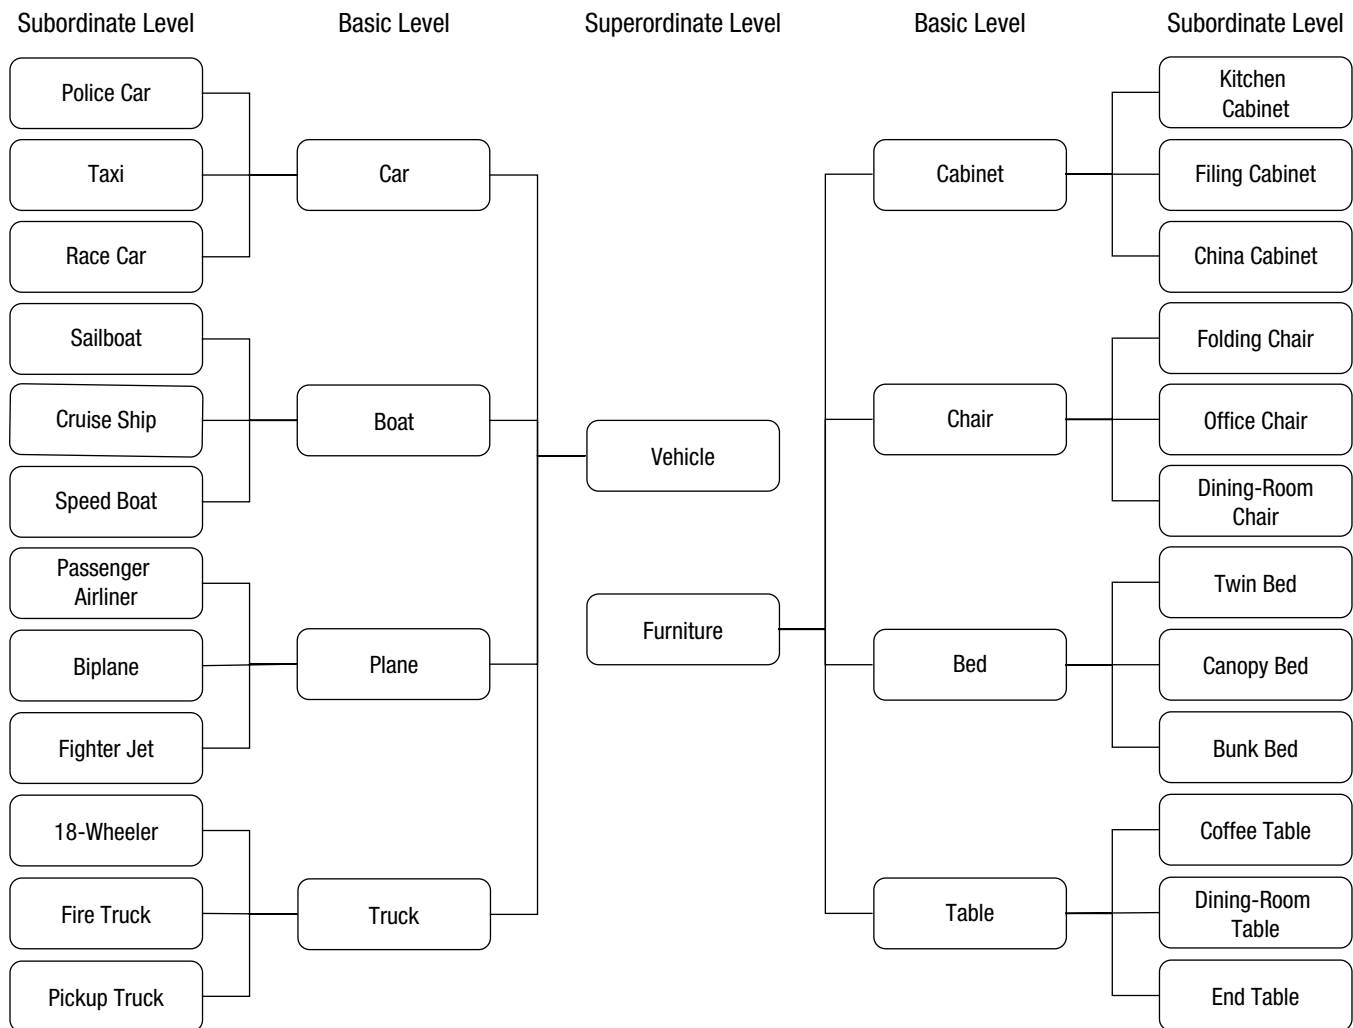 Subordinate Level
Basic Level
Superordinate Level
Basic Level
Subordinate Level
Police Car
Taxi
Race Car
Sailboat
Cruise Ship
Speed Boat
Passenger
Airliner
Biplane
Fighter Jet
18-Wheeler
Fire Truck
Pickup Truck
Car
Boat
Plane
Truck
Vehicle
Furniture
Cabinet
Chair
Bed
Table
Kitchen
Cabinet
Filing Cabinet
China Cabinet
Folding Chair
Office Chair
Dining-Room
Chair
Twin Bed
Canopy Bed
Bunk Bed
Coffee Table
Dining-Room
Table
End Table